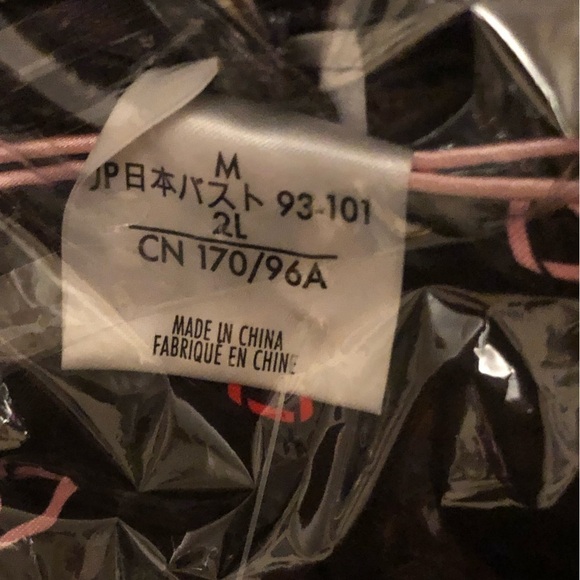 M
JP日本バスト 93-101
2L
CN 170/96A
MADE IN CHINA
FABRIQUÉ EN CHINE